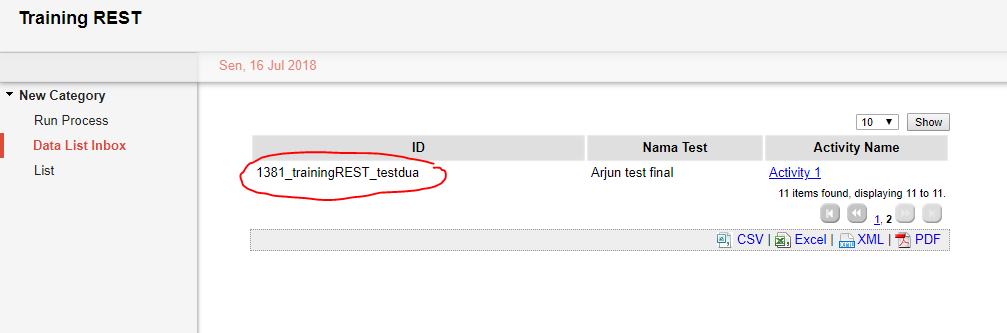 Training REST
Sen, 16 Jul 2018
New Category
Run Process
Data List Inbox
List
10 Show
ID Nama Test Activity Name
1381_trainingREST_testdua Arjun test final Activity 1
11 items found, displaying 11 to 11.
1, 2
CSV | Excel | XML | PDF